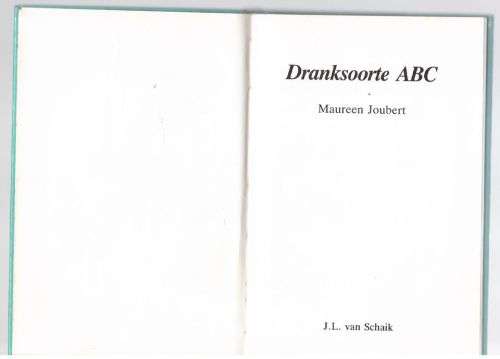 Dranksoorte ABC
Maureen Joubert
J.L. van Schaik